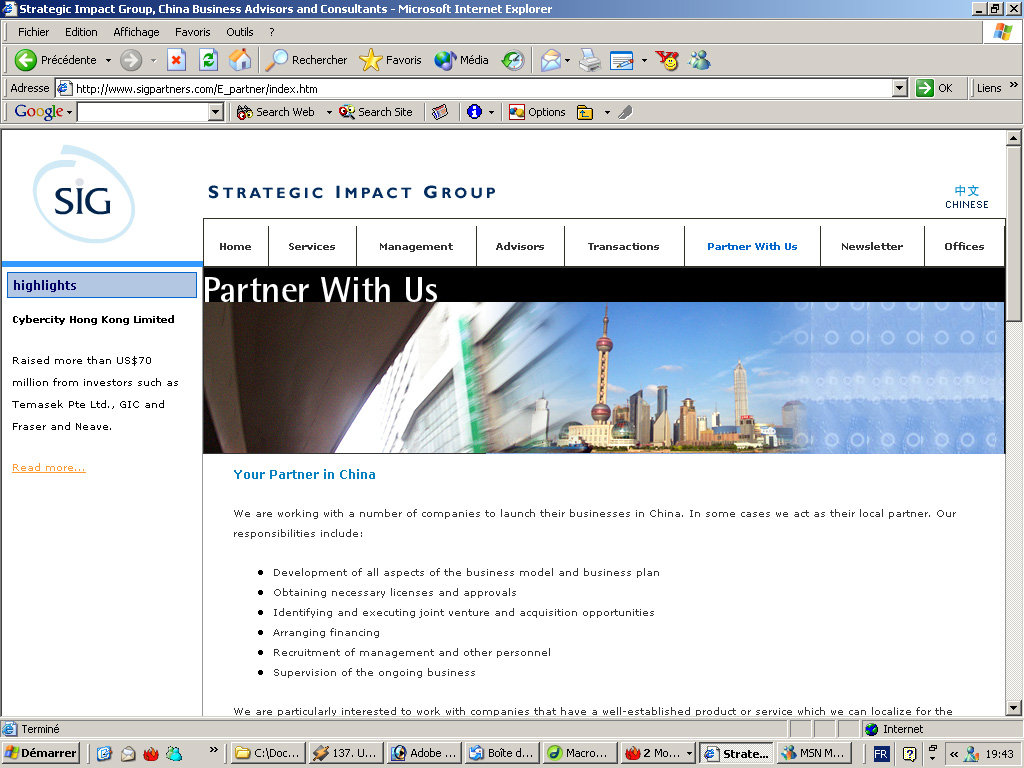 Strategic Impact Group, China Business Advisors and Consultants - Microsoft Internet Explorer
Fichier Edition Affichage Favoris Outils ?
Précédente Rechercher Favoris Média
Adresse http://www.sigpartners.com/E_partner/index.htm OK Liens »
Google Search Web Search Site Options
SIG
STRATEGIC IMPACT GROUP
中文
CHINESE
Home Services Management Advisors Transactions Partner With Us Newsletter Offices
highlights
Cybercity Hong Kong Limited
Raised more than US$70
million from investors such as
Temasek Pte Ltd., GIC and
Fraser and Neave.
Read more...
Partner With Us
Your Partner in China
We are working with a number of companies to launch their businesses in China. In some cases we act as their local partner. Our
responsibilities include:
Development of all aspects of the business model and business plan
Obtaining necessary licenses and approvals
Identifying and executing joint venture and acquisition opportunities
Arranging financing
Recruitment of management and other personnel
Supervision of the ongoing business
We are particularly interested to work with companies that have a well-established product or service which we can localize for the
Terminé Internet
Démarrer » C:\Doc... 137. U... Adobe ... Boîte d... Macro... 2 Mo... Strate... MSN M... FR « 19:43